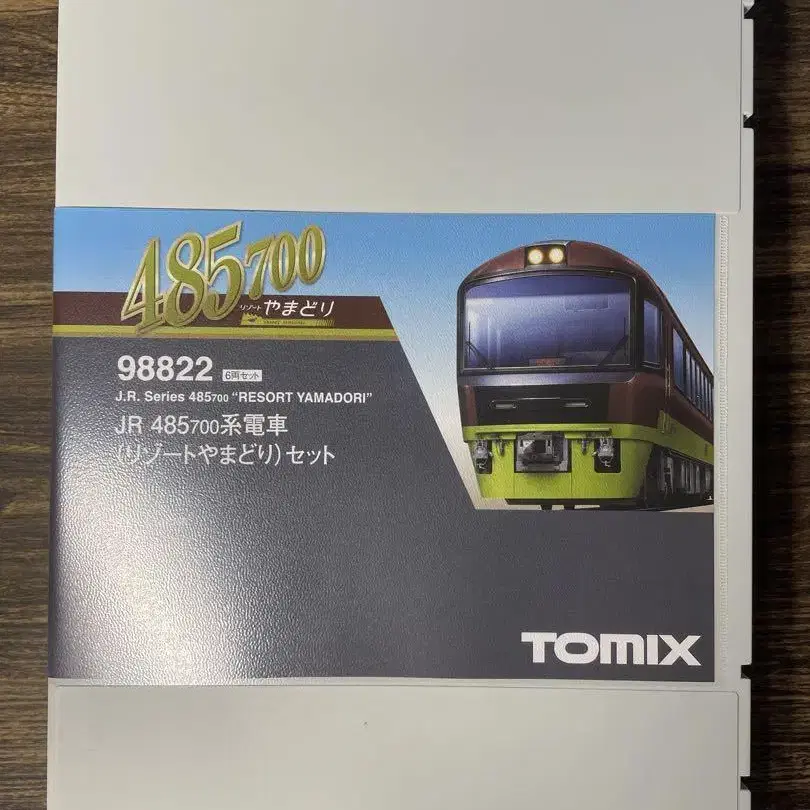 485700
リゾート やまどり
98822 6両セット
J.R. Series 485700 "RESORT YAMADORI"
JR 485700系電車
(リゾートやまどり) セット
TOMIX